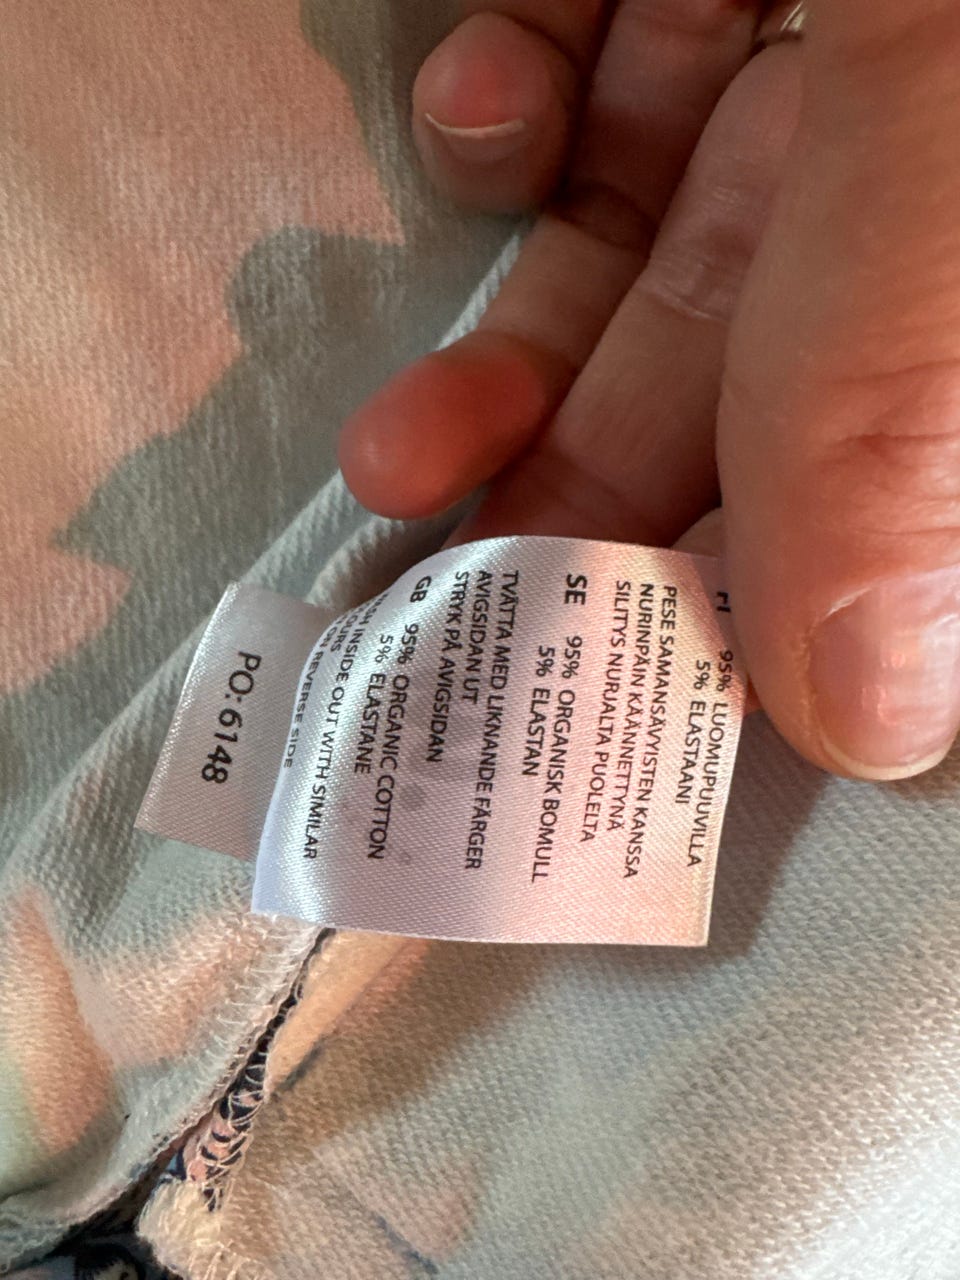 FI 95% LUOMUPUUVILLA
5% ELASTAANI
PESE SAMANSÄVYISTEN KANSSA
NURINPÄIN KÄÄNNETTYNÄ
SILITYS NURJALTA PUOLELTA
SE 95% ORGANISK BOMULL
5% ELASTAN
TVÄTTA MED LIKNANDE FÄRGER
AVIGSIDAN UT
STRYK PÅ AVIGSIDAN
GB 95% ORGANIC COTTON
5% ELASTANE
INSIDE OUT WITH SIMILAR
ON REVERSE SIDE
PO: 6148